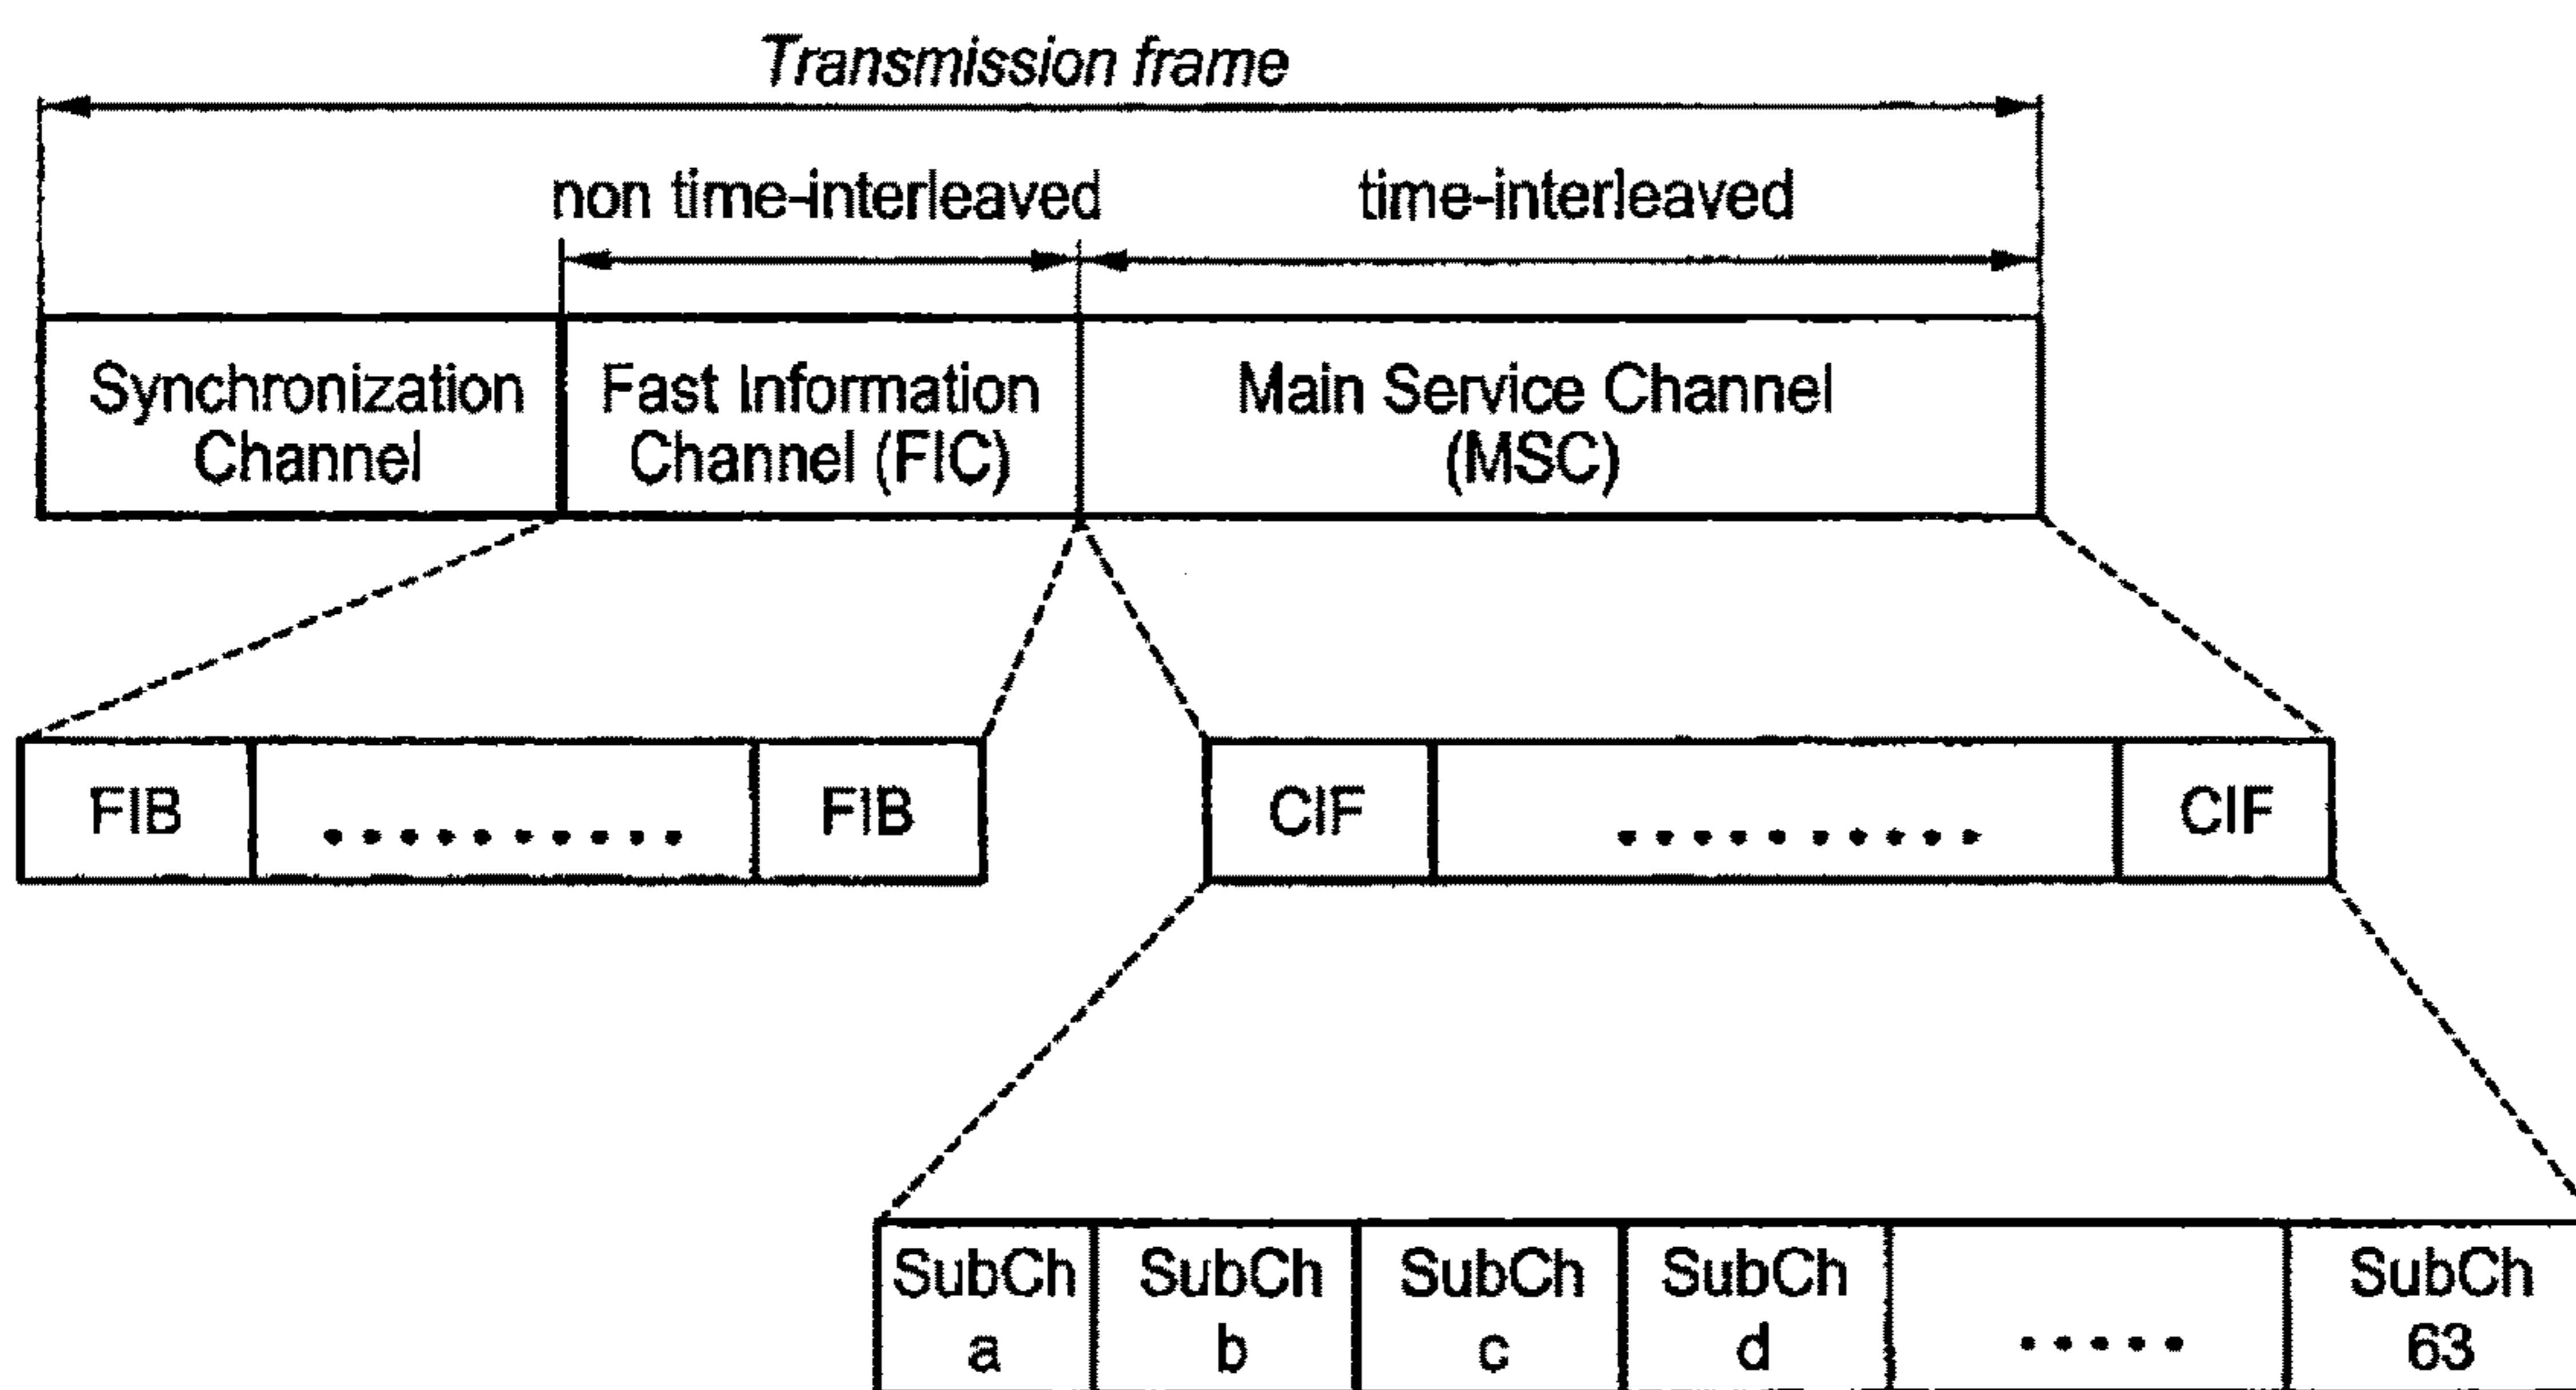 Transmission frame
non time-interleaved time-interleaved
Synchronization Channel
Fast Information Channel (FIC)
Main Service Channel (MSC)
FIB .......... FIB CIF .......... CIF
SubCh a
SubCh b
SubCh c
SubCh d
.....
SubCh 63